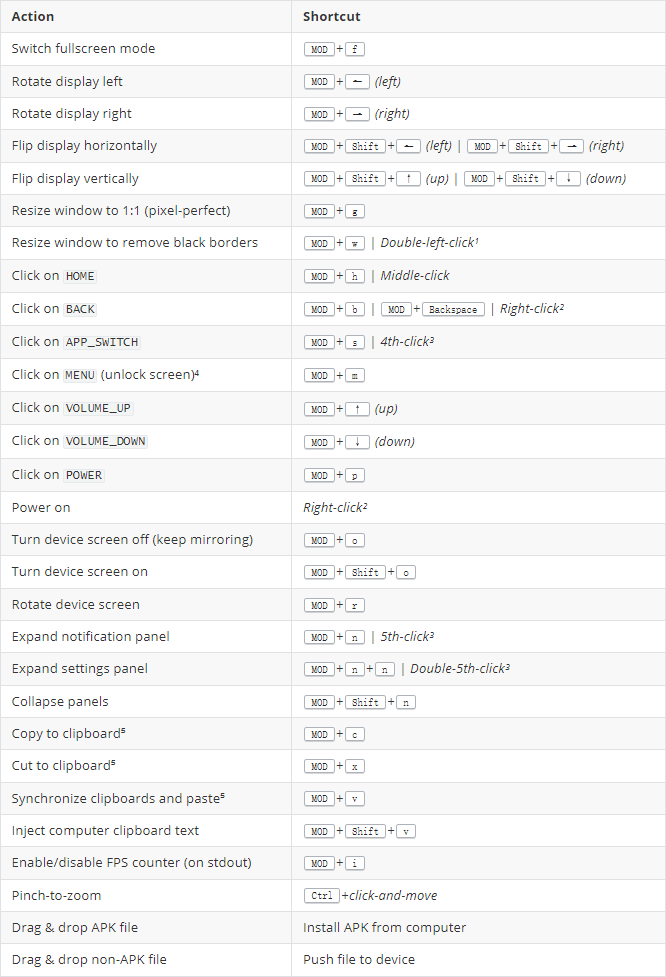 Action Shortcut
Switch fullscreen mode MOD+f
Rotate display left MOD+← (left)
Rotate display right MOD+→ (right)
Flip display horizontally MOD+Shift+← (left) | MOD+Shift+→ (right)
Flip display vertically MOD+Shift+↑ (up) | MOD+Shift+↓ (down)
Resize window to 1:1 (pixel-perfect) MOD+g
Resize window to remove black borders MOD+w | Double-left-click¹
Click on HOME MOD+h | Middle-click
Click on BACK MOD+b | MOD+Backspace | Right-click²
Click on APP_SWITCH MOD+s | 4th-click³
Click on MENU (unlock screen)⁴ MOD+m
Click on VOLUME_UP MOD+↑ (up)
Click on VOLUME_DOWN MOD+↓ (down)
Click on POWER MOD+p
Power on Right-click²
Turn device screen off (keep mirroring) MOD+o
Turn device screen on MOD+Shift+o
Rotate device screen MOD+r
Expand notification panel MOD+n | 5th-click³
Expand settings panel MOD+n+n | Double-5th-click³
Collapse panels MOD+Shift+n
Copy to clipboard⁵ MOD+c
Cut to clipboard⁵ MOD+x
Synchronize clipboards and paste⁵ MOD+v
Inject computer clipboard text MOD+Shift+v
Enable/disable FPS counter (on stdout) MOD+i
Pinch-to-zoom Ctrl+click-and-move
Drag & drop APK file Install APK from computer
Drag & drop non-APK file Push file to device